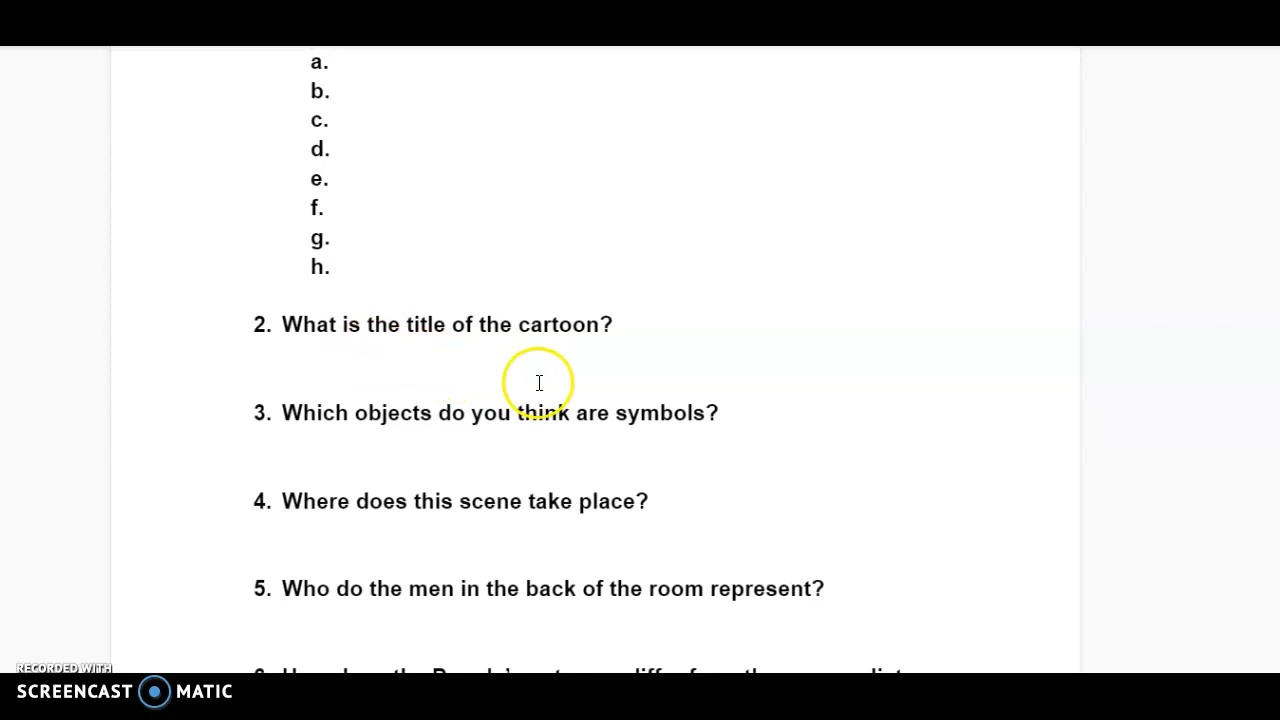 a.
b.
c.
d.
e.
f.
g.
h.
2. What is the title of the cartoon?
3. Which objects do you think are symbols?
4. Where does this scene take place?
5. Who do the men in the back of the room represent?
RECORDED WITH
SCREENCAST MATIC